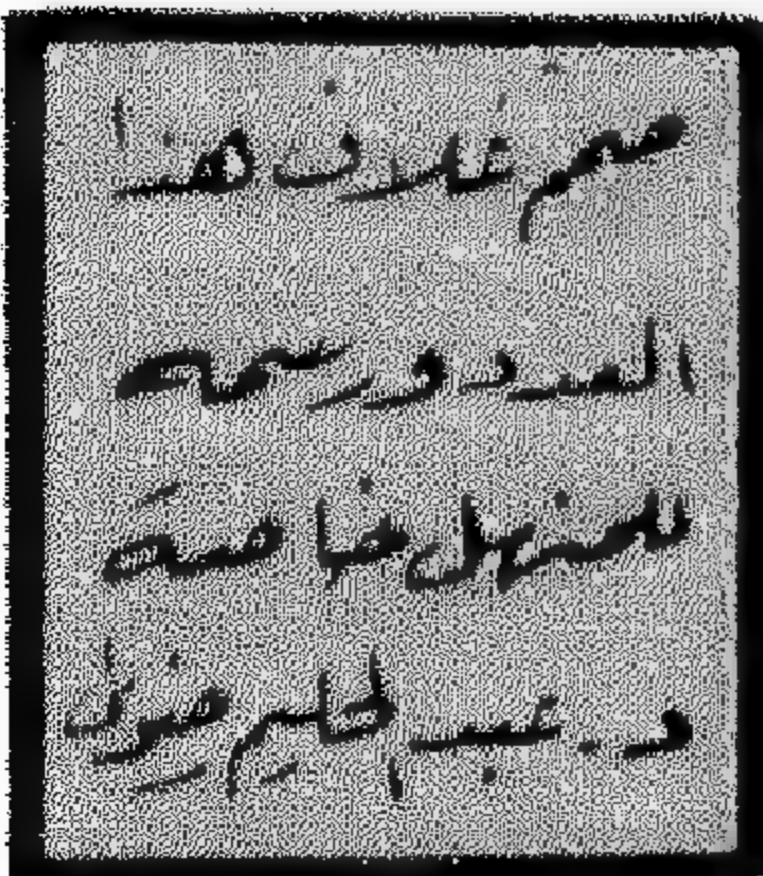 صمم غلاف هذا
العدد ورسمه
للمنهل خاصة
د. عبد الحليم رضوي